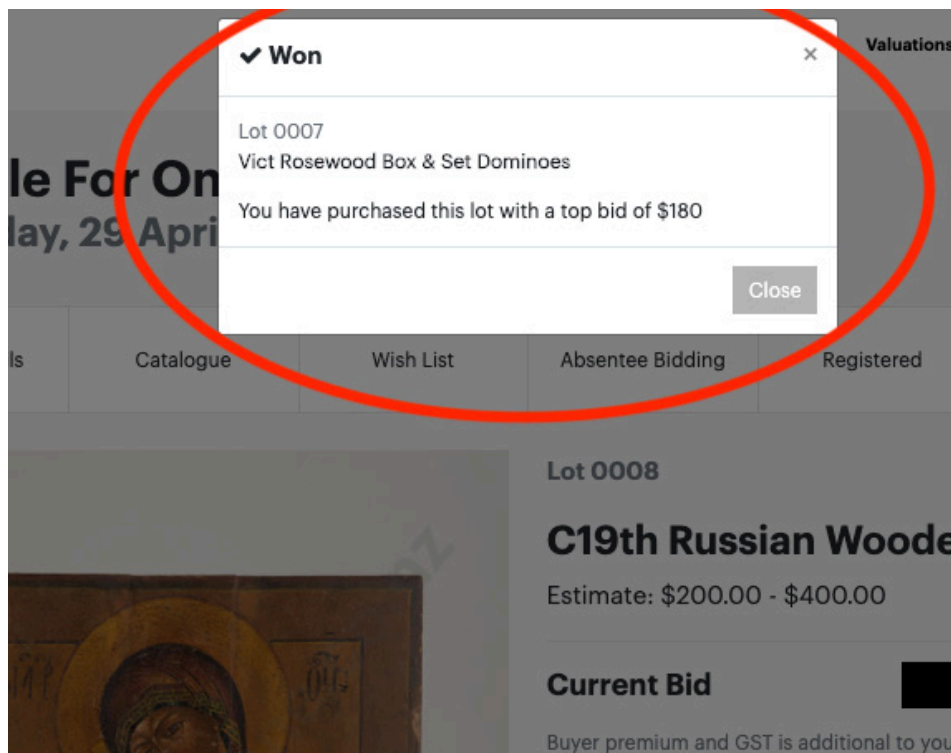 Won
×
Valuations
Lot 0007
Vict Rosewood Box & Set Dominoes
You have purchased this lot with a top bid of $180
Close
le For On
lay, 29 Apri
ls
Catalogue
Wish List
Absentee Bidding
Registered
Lot 0008
C19th Russian Woode
Estimate: $200.00 - $400.00
Current Bid
Buyer premium and GST is additional to you